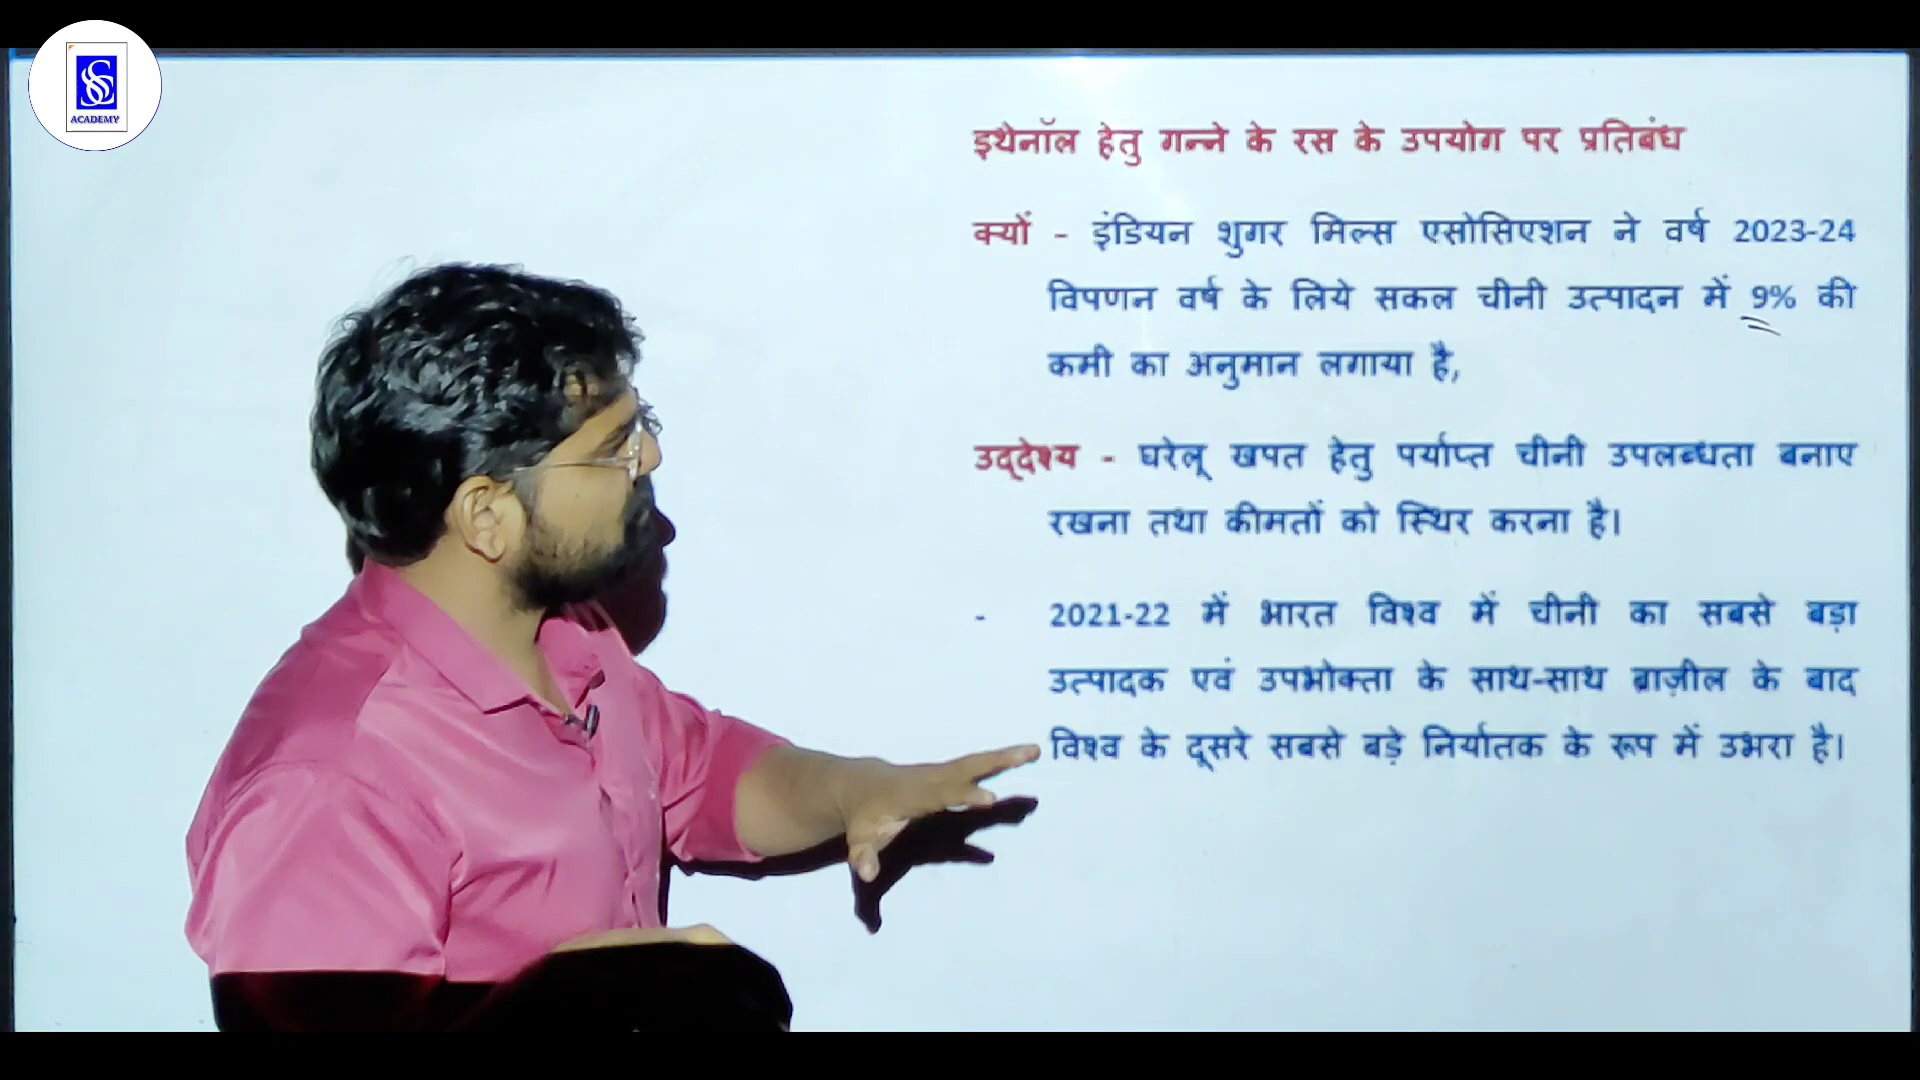 SSC
ACADEMY
इथेनॉल हेतु गन्ने के रस के उपयोग पर प्रतिबंध
क्यों - इंडियन शुगर मिल्स एसोसिएशन ने वर्ष 2023-24
विपणन वर्ष के लिये सकल चीनी उत्पादन में 9% की
कमी का अनुमान लगाया है,
उद्देश्य - घरेलू खपत हेतु पर्याप्त चीनी उपलब्धता बनाए
रखना तथा कीमतों को स्थिर करना है।
- 2021-22 में भारत विश्व में चीनी का सबसे बड़ा
उत्पादक एवं उपभोक्ता के साथ-साथ ब्राज़ील के बाद
विश्व के दूसरे सबसे बड़े निर्यातक के रूप में उभरा है।